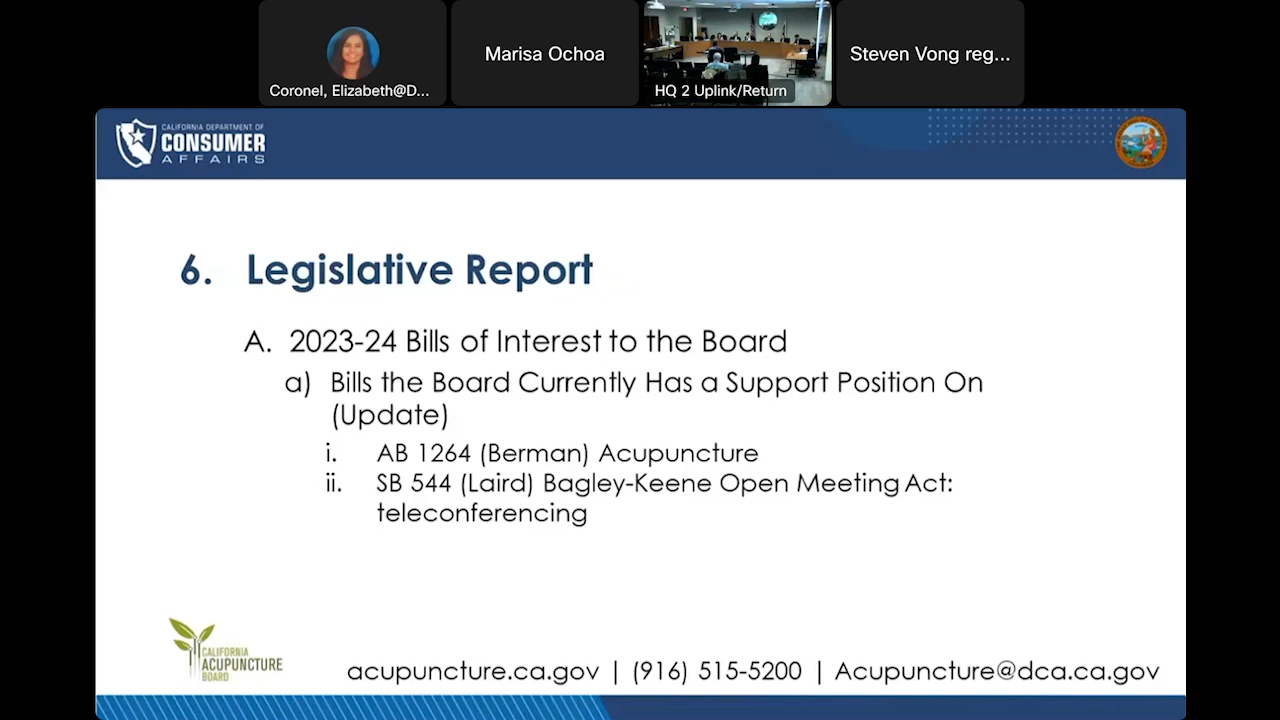 Coronel, Elizabeth@D...
Marisa Ochoa
HQ 2 Uplink/Return
Steven Vong reg...
CALIFORNIA DEPARTMENT OF
CONSUMER
AFFAIRS
6. Legislative Report
A. 2023-24 Bills of Interest to the Board
a) Bills the Board Currently Has a Support Position On
(Update)
i. AB 1264 (Berman) Acupuncture
ii. SB 544 (Laird) Bagley-Keene Open Meeting Act:
teleconferencing
CALIFORNIA
ACUPUNCTURE
BOARD
acupuncture.ca.gov | (916) 515-5200 | Acupuncture@dca.ca.gov